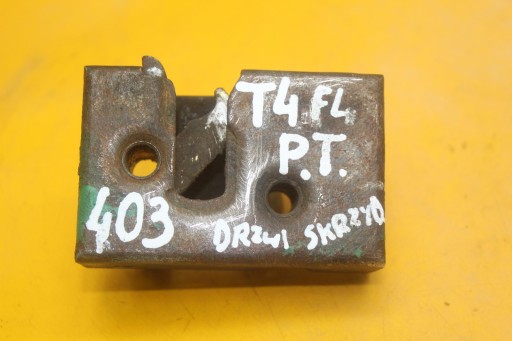 T4 FL
P.T.
403
DRZWI SKRZYD